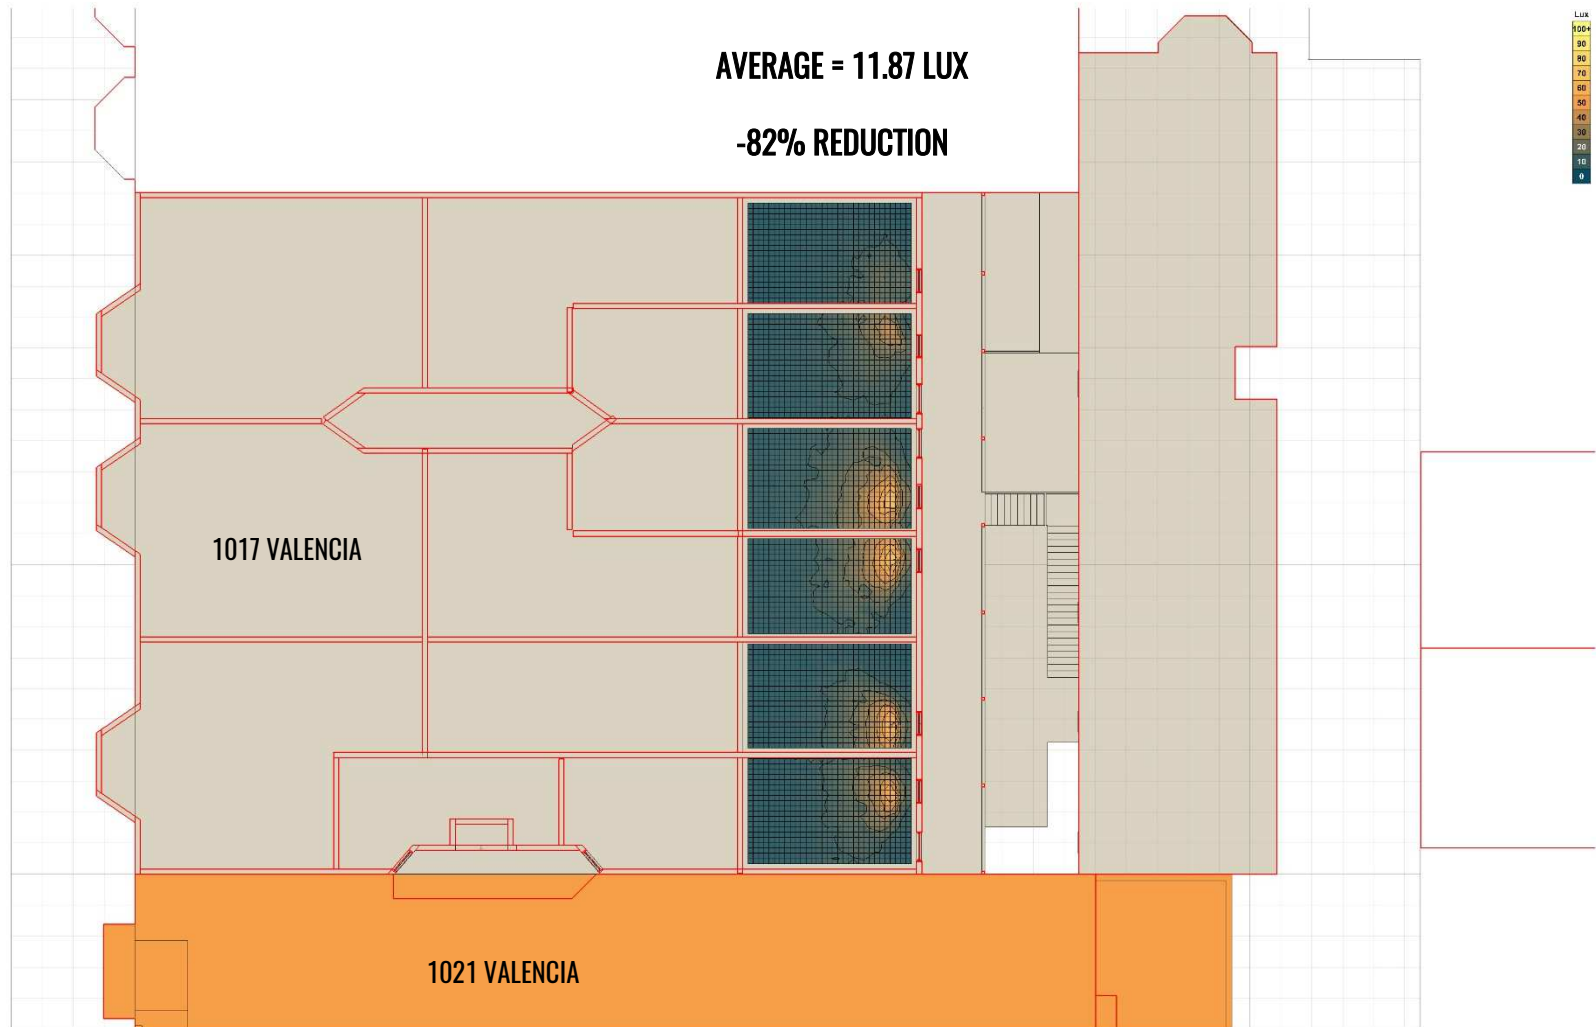 AVERAGE = 11.87 LUX
-82% REDUCTION
Lux
100+
90
80
70
60
50
40
30
20
10
0
1017 VALENCIA
1021 VALENCIA